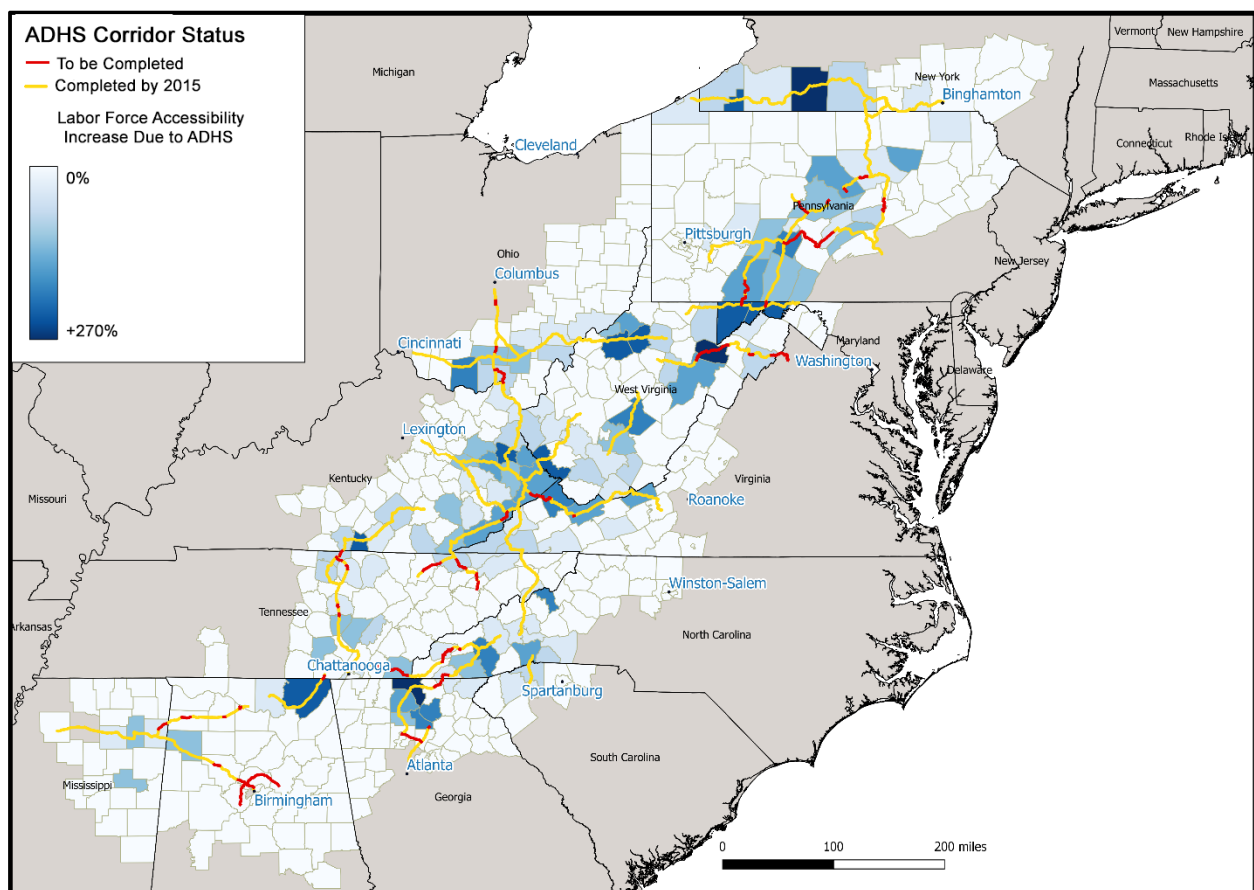 ADHS Corridor Status
To be Completed
Completed by 2015
Labor Force Accessibility
Increase Due to ADHS
0%
+270%
Vermont
New Hampshire
Michigan
New York
Massachusetts
Binghamton
Connecticut
Rhode Island
Cleveland
Pennsylvania
Pittsburgh
Ohio
New Jersey
Columbus
Cincinnati
Maryland
Washington
Delaware
West Virginia
Lexington
Kentucky
Virginia
Missouri
Roanoke
Winston-Salem
Tennessee
Arkansas
North Carolina
Chattanooga
Spartanburg
South Carolina
Atlanta
Mississippi
Birmingham
Georgia
0 100 200 miles